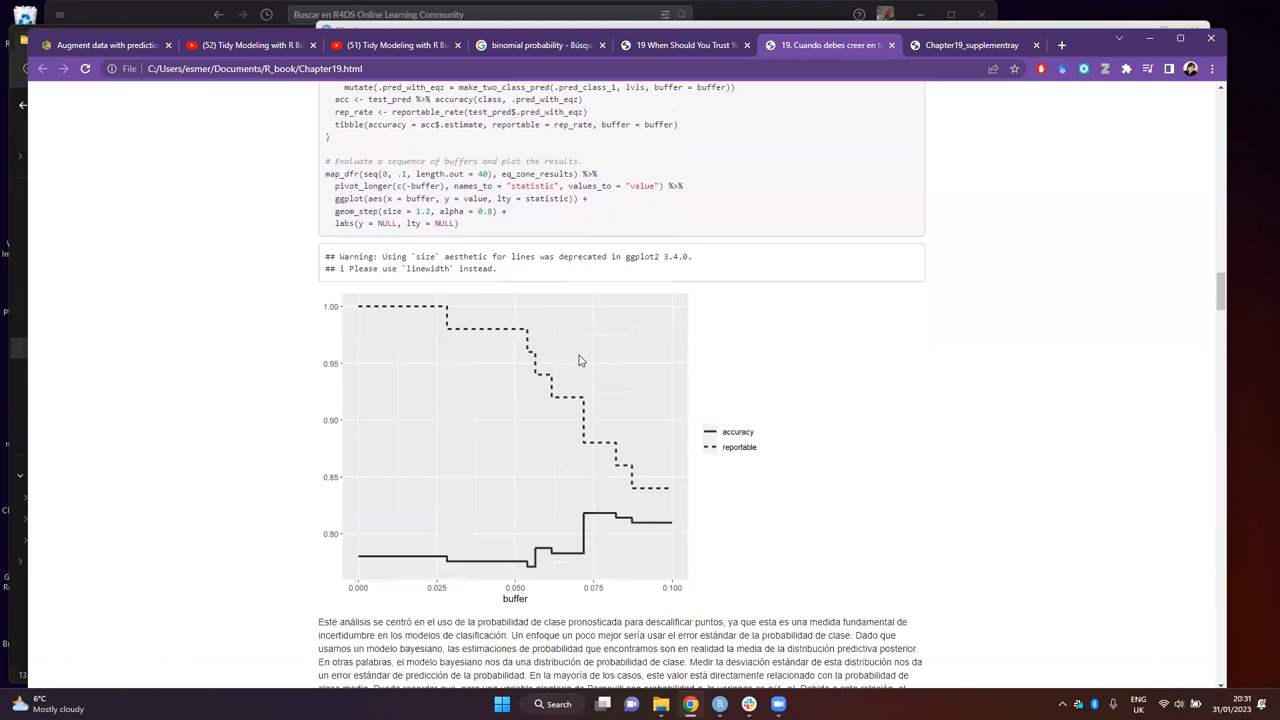 Buscar en R4DS Online Learning Community
Augment data with predictio
(52) Tidy Modeling with R Bo
(51) Tidy Modeling with R Bo
binomial probability - Búsqu
19 When Should You Trust Y
19. Cuando debes creer en t
Chapter19_supplementray
File
C:/Users/esmer/Documents/R_book/Chapter19.html
mutate(.pred_with_eqz = make_two_class_pred(.pred_class_1, lvls, buffer = buffer))
acc <- test_pred %>% accuracy(class, .pred_with_eqz)
rep_rate <- reportable_rate(test_pred$.pred_with_eqz)
tibble(accuracy = acc$.estimate, reportable = rep_rate, buffer = buffer)
}
# Evaluate a sequence of buffers and plot the results.
map_dfr(seq(0, .1, length.out = 40), eq_zone_results) %>%
pivot_longer(c(-buffer), names_to = "statistic", values_to = "value") %>%
ggplot(aes(x = buffer, y = value, lty = statistic)) +
geom_step(size = 1.2, alpha = 0.8) +
labs(y = NULL, lty = NULL)
## Warning: Using `size` aesthetic for lines was deprecated in ggplot2 3.4.0.
## i Please use `linewidth` instead.
1.00
0.95
0.90
0.85
0.80
0.000
0.025
0.050
0.075
0.100
buffer
accuracy
reportable
Este análisis se centró en el uso de la probabilidad de clase pronosticada para descalificar puntos, ya que esta es una medida fundamental de
incertidumbre en los modelos de clasificación. Un enfoque un poco mejor sería usar el error estándar de la probabilidad de clase. Dado que
usamos un modelo bayesiano, las estimaciones de probabilidad que encontramos son en realidad la media de la distribución predictiva posterior.
En otras palabras, el modelo bayesiano nos da una distribución de probabilidad de clase. Medir la desviación estándar de esta distribución nos da
un error estándar de predicción de la probabilidad. En la mayoría de los casos, este valor está directamente relacionado con la probabilidad de
6°C
Mostly cloudy
Search
ENG
UK
20:31
31/01/2023